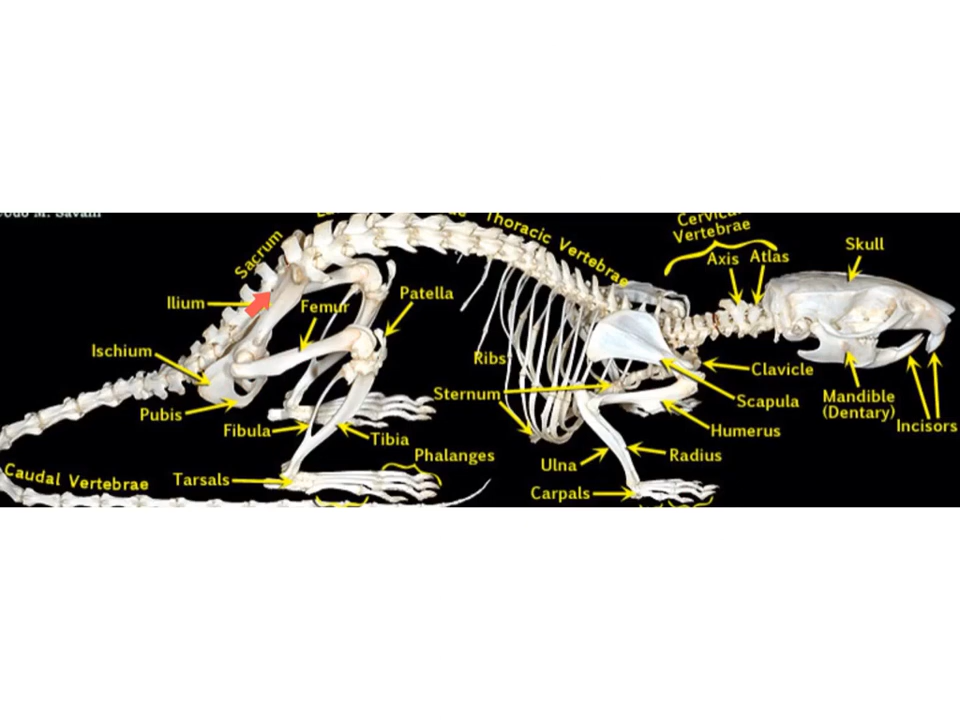 Sacrum
Thoracic Vertebrae
Vertebrae
Axis
Atlas
Skull
Ilium
Femur
Patella
Ischium
Ribs
Clavicle
Sternum
Scapula
Mandible
(Dentary)
Incisors
Pubis
Fibula
Tibia
Humerus
Phalanges
Ulna
Radius
Caudal Vertebrae
Tarsals
Carpals